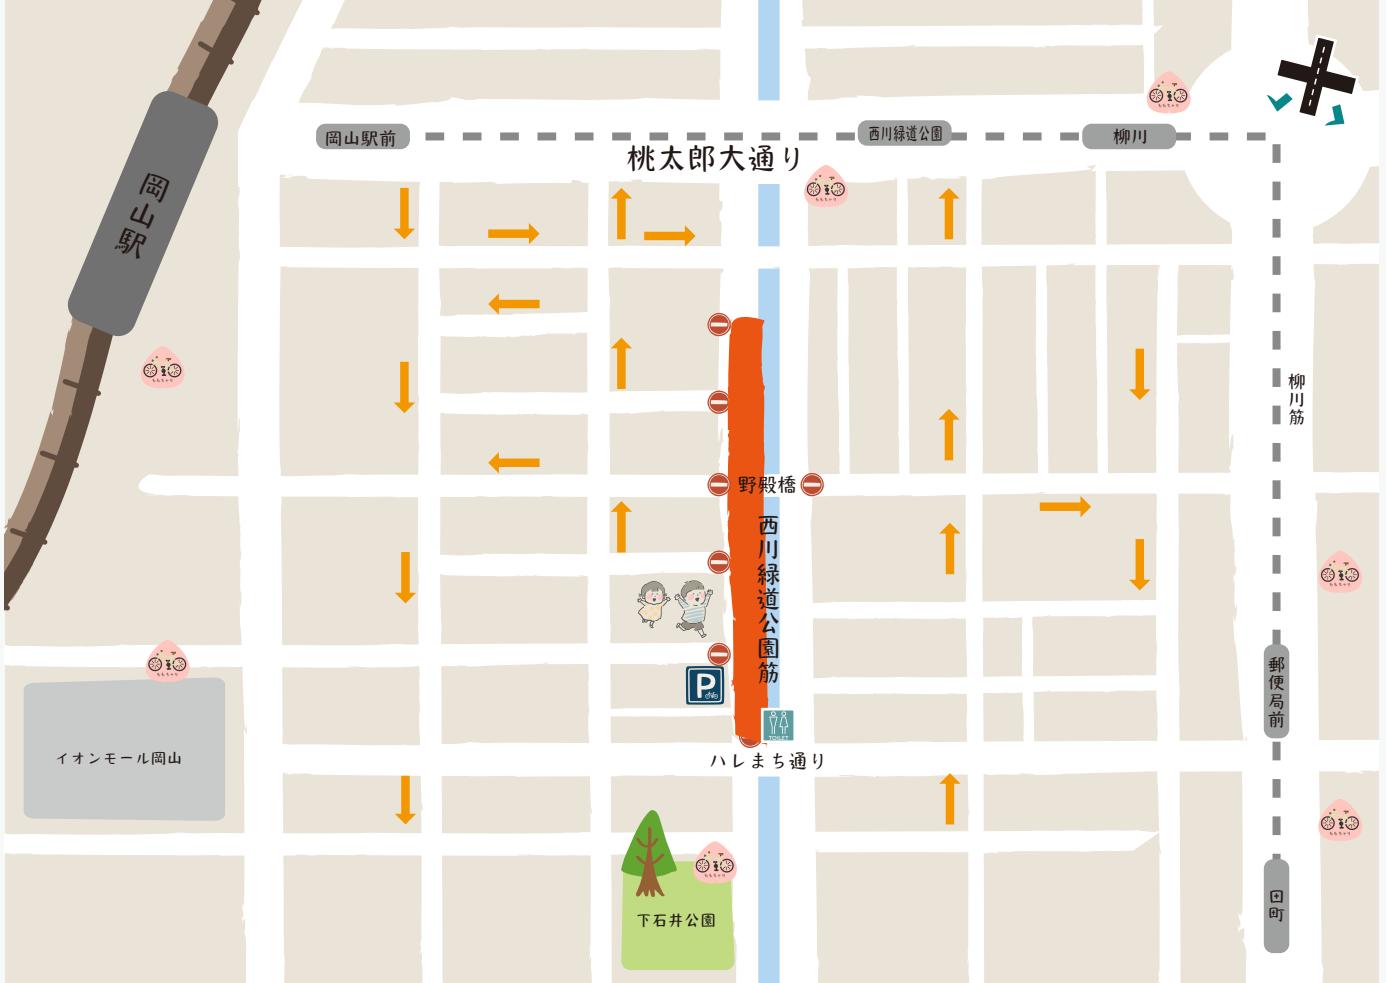 岡山駅前
西川緑道公園
柳川
桃太郎大通り
岡山駅
柳川筋
野殿橋
西川緑道公園筋
郵便局前
P
TOILET
ハレまち通り
イオンモール岡山
下石井公園
田町